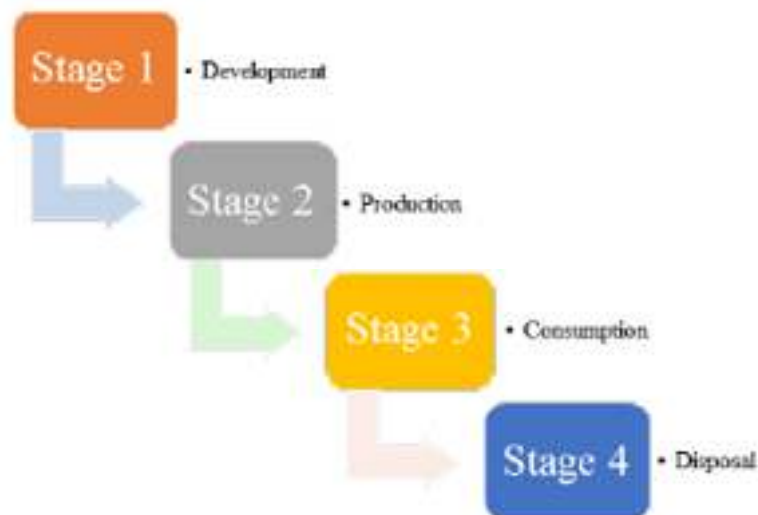 Stage 1
• Development
Stage 2
• Production
Stage 3
• Consumption
Stage 4
• Disposal